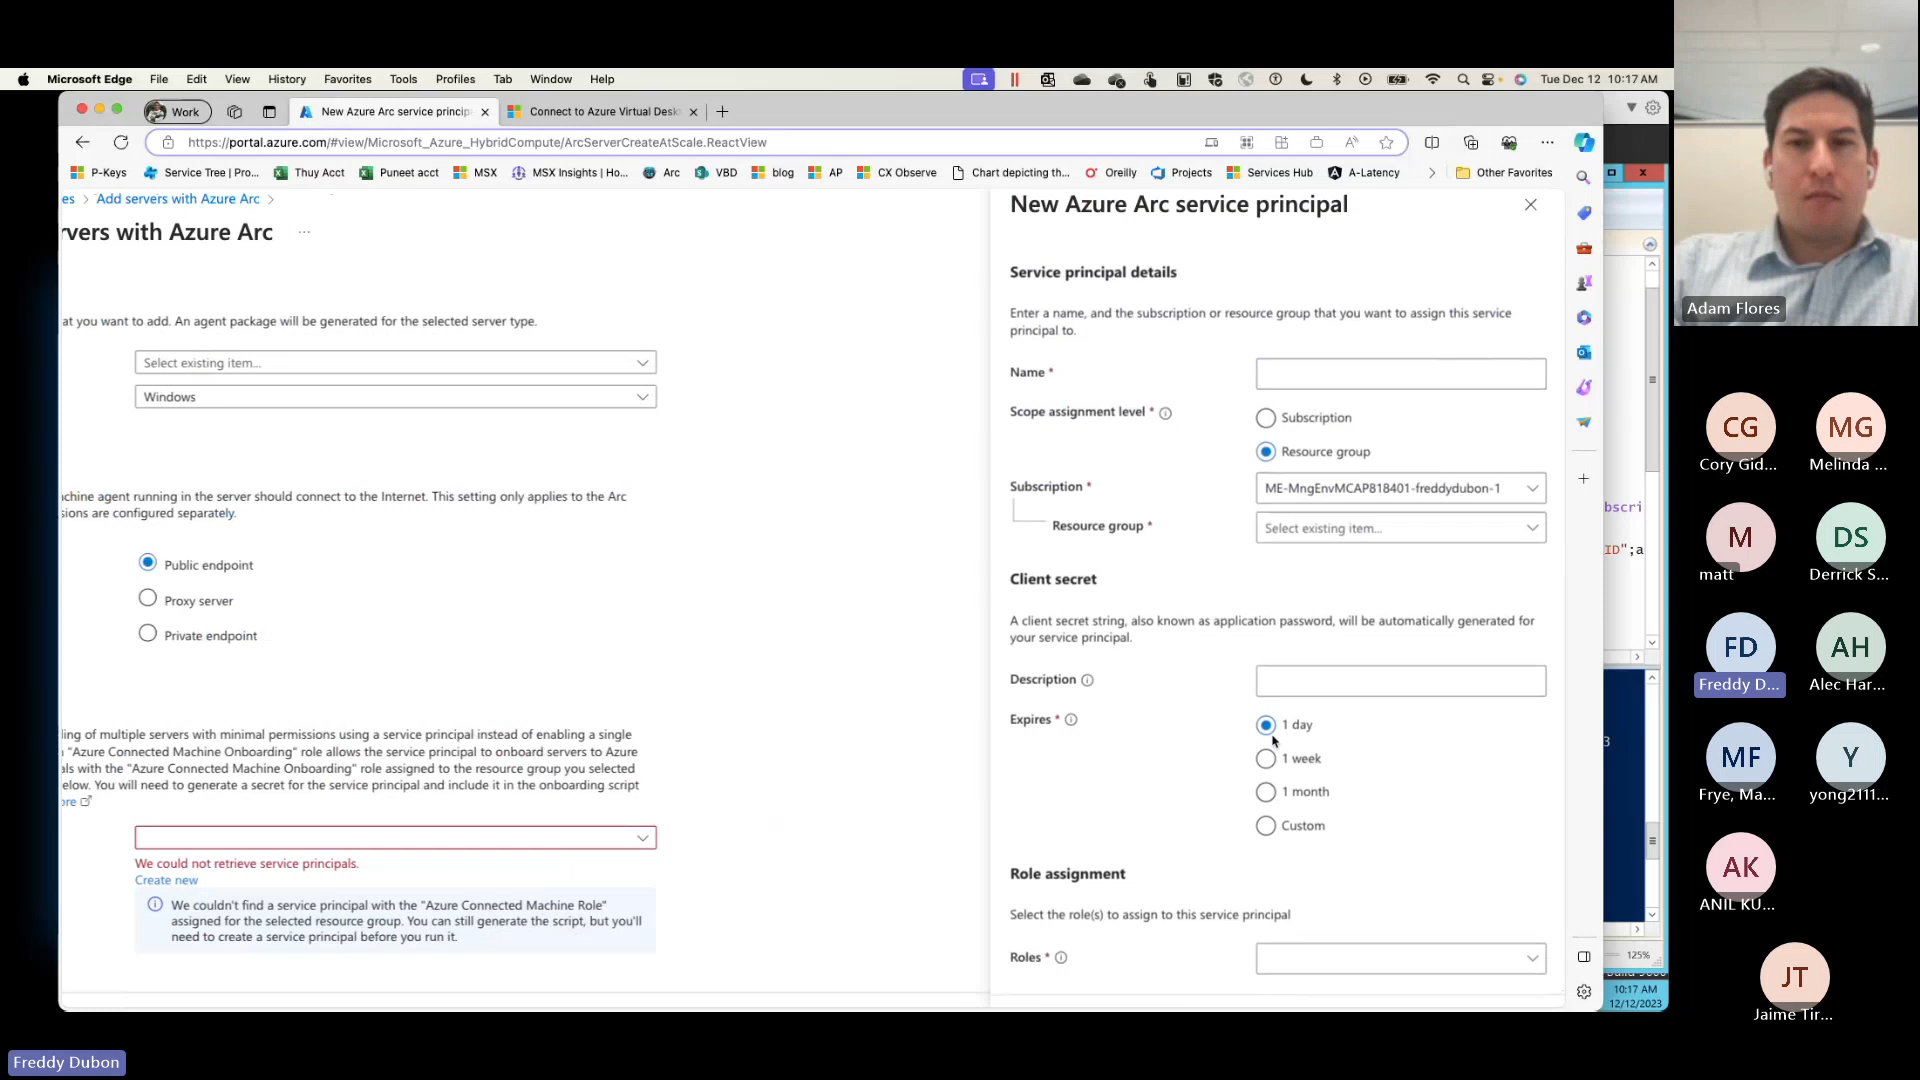 Microsoft Edge File Edit View History Favorites Tools Tab Window Help
Tue Dec 12 10:17 AM
Work
New Azure Arc service princip
Connect to Azure Virtual Desk
https://portal.azure.com/#view/Microsoft_Azure_HybridCompute/ArcServerCreateAtScale.ReactView
P-Keys Service Tree | Pro... Thuy Acct Puneet acct MSX MSX Insights | Ho... Arc VBD blog AP CX Observe Chart depicting th... Oreilly Projects Services Hub A-Latency Other Favorites
es > Add servers with Azure Arc >
rvers with Azure Arc ...
at you want to add. An agent package will be generated for the selected server type.
Select existing item...
Windows
achine agent running in the server should connect to the Internet. This setting only applies to the Arc
sions are configured separately.
Public endpoint
Proxy server
Private endpoint
ling of multiple servers with minimal permissions using a service principal instead of enabling a single
"Azure Connected Machine Onboarding" role allows the service principal to onboard servers to Azure
als with the "Azure Connected Machine Onboarding" role assigned to the resource group you selected
elow. You will need to generate a secret for the service principal and include it in the onboarding script
ore
We could not retrieve service principals.
Create new
We couldn't find a service principal with the "Azure Connected Machine Role"
assigned for the selected resource group. You can still generate the script, but you'll
need to create a service principal before you run it.
New Azure Arc service principal
Service principal details
Enter a name, and the subscription or resource group that you want to assign this service
principal to.
Name *
Scope assignment level *
Subscription
Resource group
Subscription *
ME-MngEnvMCAP818401-freddydubon-1
Resource group *
Select existing item...
Client secret
A client secret string, also known as application password, will be automatically generated for
your service principal.
Description
Expires *
1 day
1 week
1 month
Custom
Role assignment
Select the role(s) to assign to this service principal
Roles *
bscri
ID";a
3
125%
10:17 AM
12/12/2023
Adam Flores
CG
Cory Gid...
MG
Melinda ...
M
matt
DS
Derrick S...
FD
Freddy D...
AH
Alec Har...
MF
Frye, Ma...
Y
yong2111...
AK
ANIL KU...
JT
Jaime Tir...
Freddy Dubon